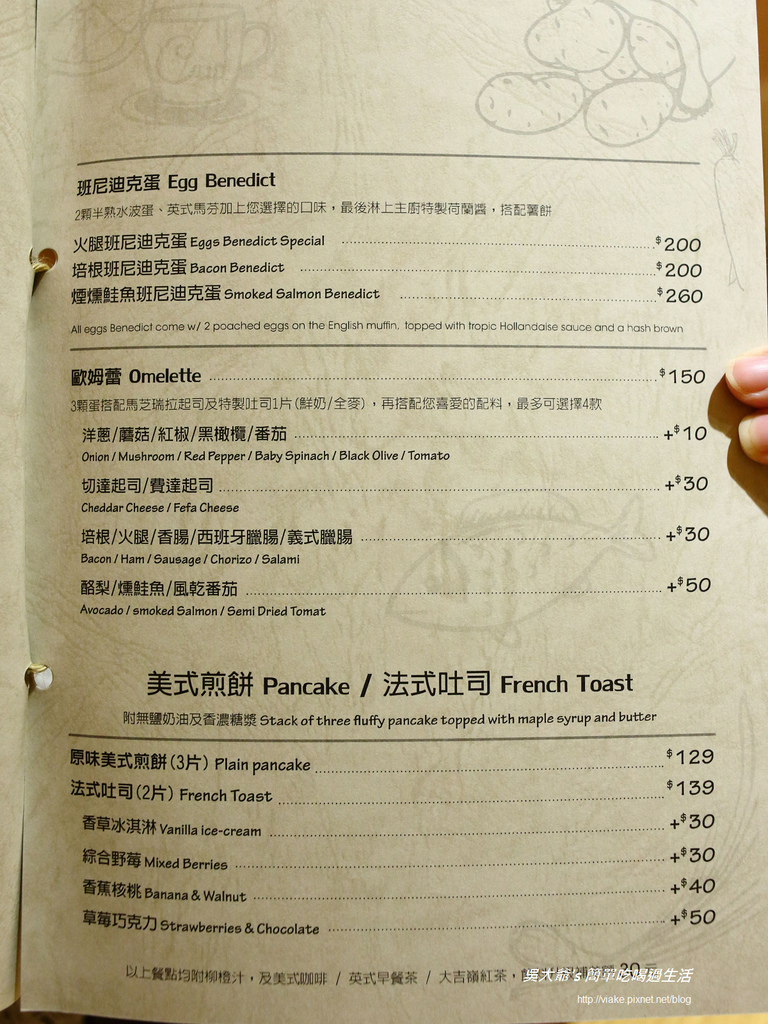 班尼迪克蛋 Egg Benedict
2顆半熟水波蛋、英式馬芬加上您選擇的口味，最後淋上主廚特製荷蘭醬，搭配薯餅
火腿班尼迪克蛋 Eggs Benedict Special $200
培根班尼迪克蛋 Bacon Benedict $200
煙燻鮭魚班尼迪克蛋 Smoked Salmon Benedict $260
All eggs Benedict come w/ 2 poached eggs on the English muffin, topped with tropic Hollandaise sauce and a hash brown
歐姆蕾 Omelette $150
3顆蛋搭配馬芝瑞拉起司及特製吐司1片(鮮奶/全麥)，再搭配您喜愛的配料，最多可選擇4款
洋蔥/蘑菇/紅椒/黑橄欖/番茄 +$10
Onion / Mushroom / Red Pepper / Baby Spinach / Black Olive / Tomato
切達起司/費達起司 +$30
Cheddar Cheese / Fefa Cheese
培根/火腿/香腸/西班牙臘腸/義式臘腸 +$30
Bacon / Ham / Sausage / Chorizo / Salami
酪梨/燻鮭魚/風乾番茄 +$50
Avocado / smoked Salmon / Semi Dried Tomat
美式煎餅 Pancake / 法式吐司 French Toast
附無鹽奶油及香濃糖漿 Stack of three fluffy pancake topped with maple syrup and butter
原味美式煎餅(3片) Plain pancake $129
法式吐司(2片) French Toast $139
香草冰淇淋 Vanilla ice-cream +$30
綜合野莓 Mixed Berries +$30
香蕉核桃 Banana & Walnut +$40
草莓巧克力 Strawberries & Chocolate +$50
以上餐點均附柳橙汁，及美式咖啡 / 英式早餐茶 / 大吉嶺紅茶，
吳大爺's簡單吃喝過生活
http://viake.pixnet.net/blog